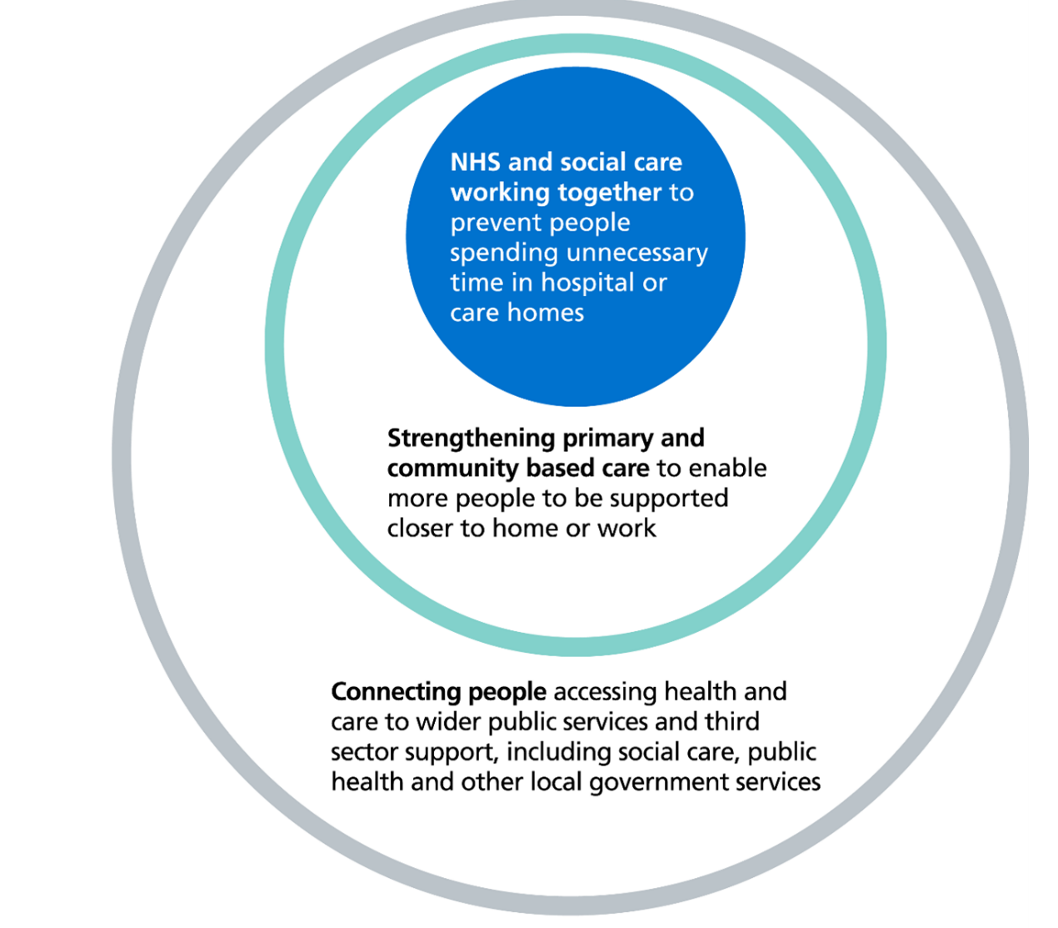 NHS and social care
working together to
prevent people
spending unnecessary
time in hospital or
care homes
Strengthening primary and
community based care to enable
more people to be supported
closer to home or work
Connecting people accessing health and
care to wider public services and third
sector support, including social care, public
health and other local government services